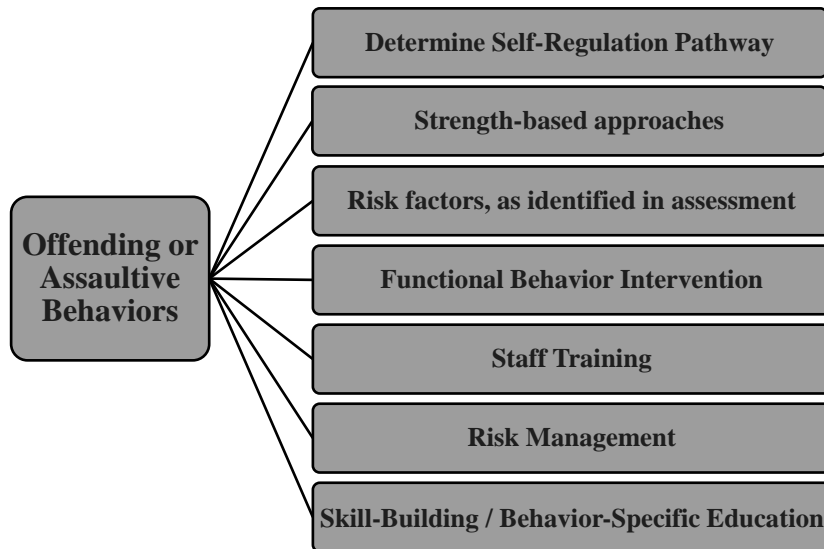 Offending or
Assaultive
Behaviors
Determine Self-Regulation Pathway
Strength-based approaches
Risk factors, as identified in assessment
Functional Behavior Intervention
Staff Training
Risk Management
Skill-Building / Behavior-Specific Education